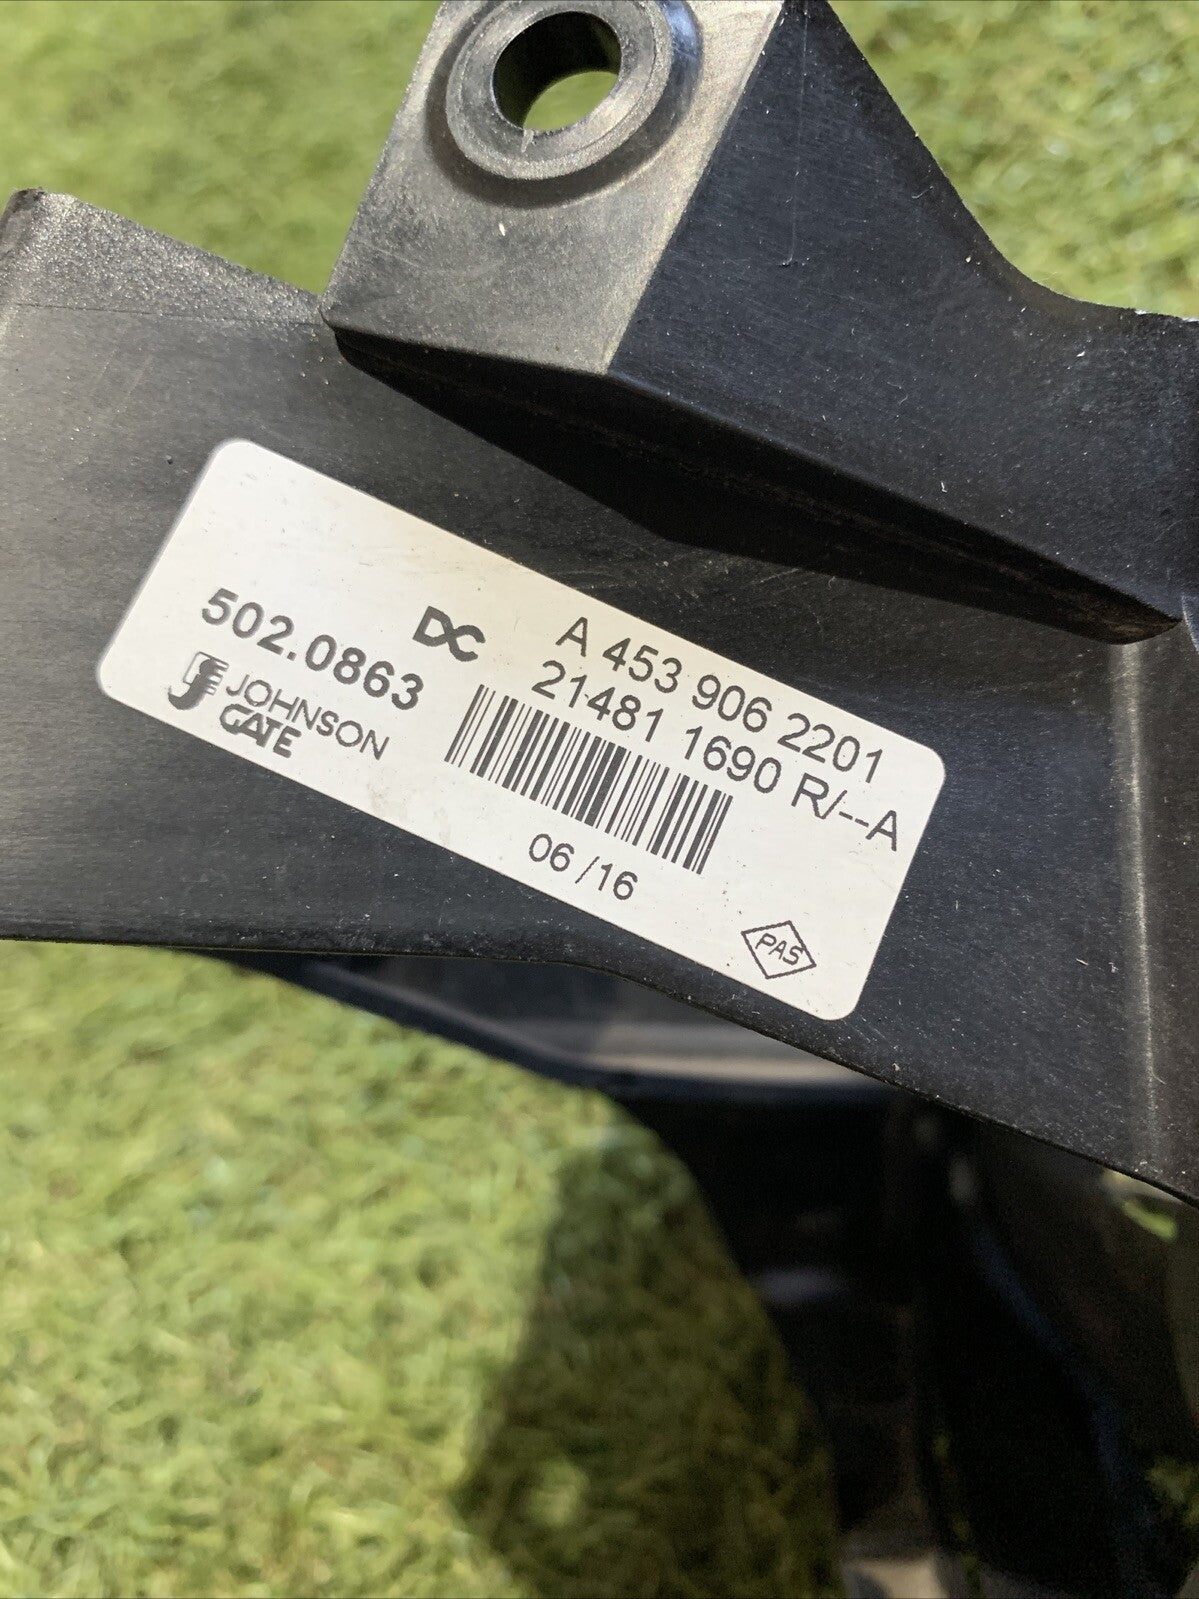 DC A 453 906 2201
502.0863 21481 1690 R/--A
JOHNSON
GATE
06 /16
PAS